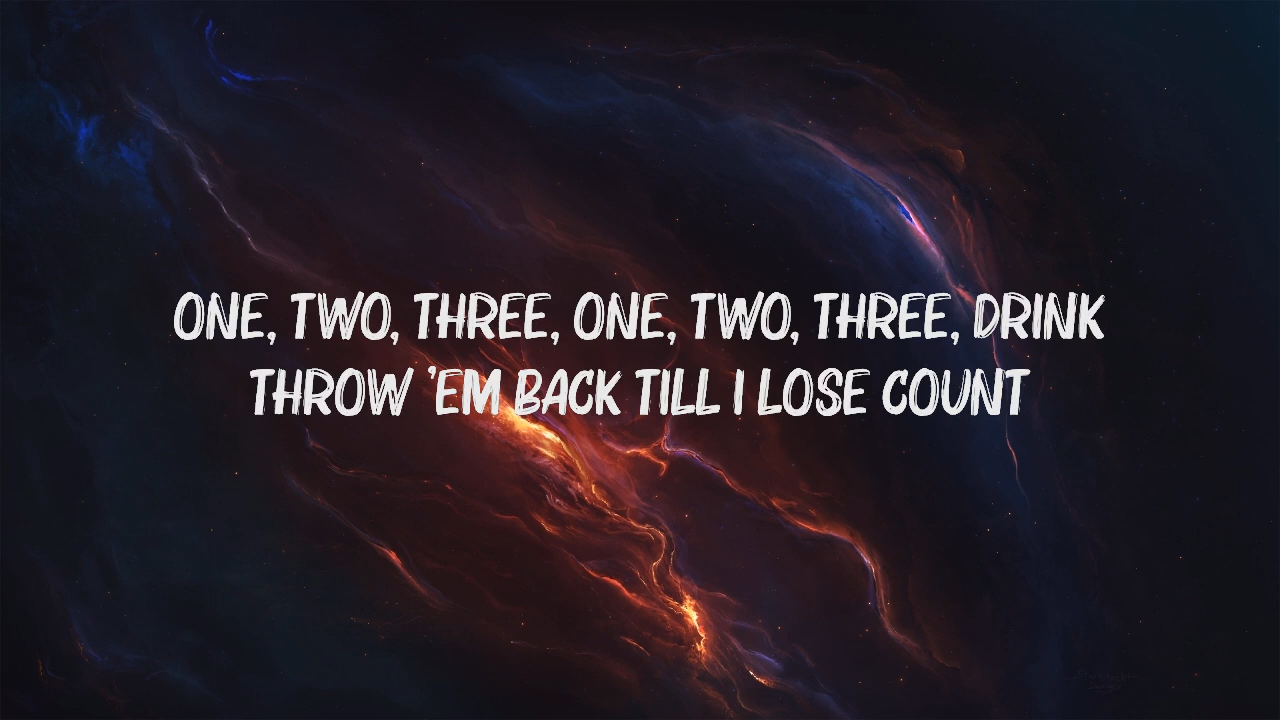 ONE, TWO, THREE, ONE, TWO, THREE, DRINK
THROW 'EM BACK TILL I LOSE COUNT